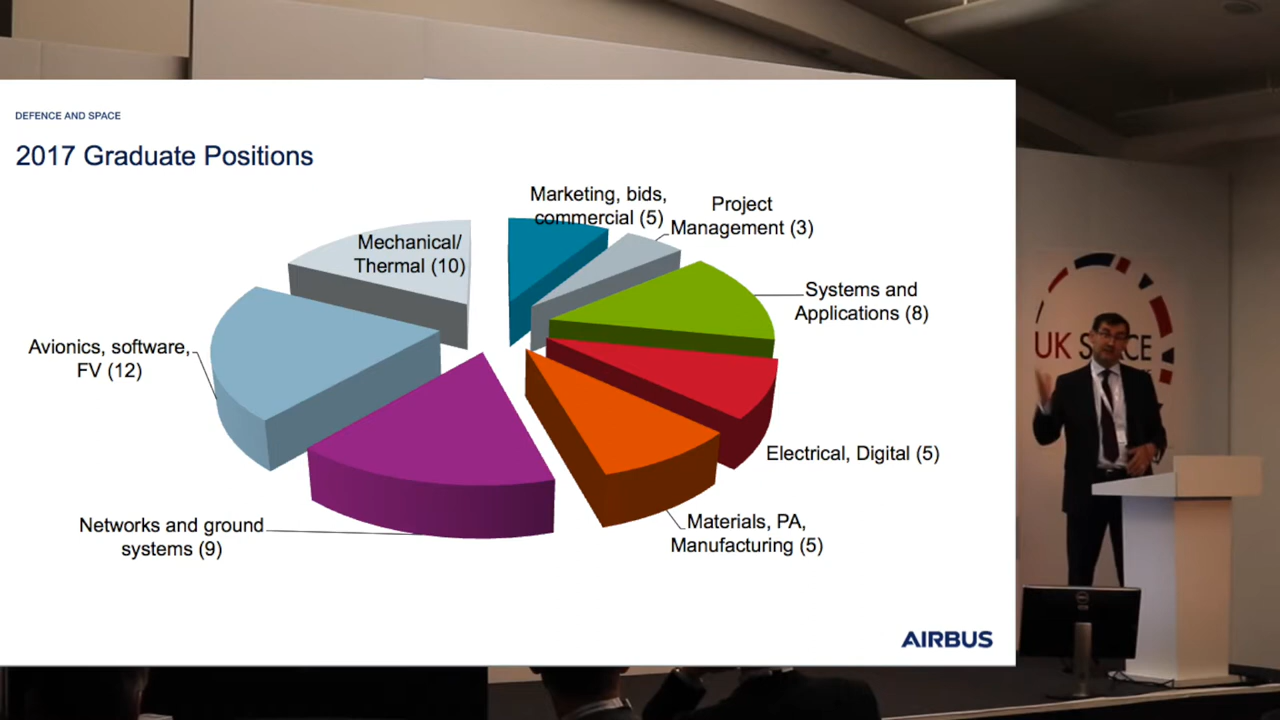 DEFENCE AND SPACE
2017 Graduate Positions
Marketing, bids,
commercial (5)
Project
Management (3)
Mechanical/
Thermal (10)
Systems and
Applications (8)
Avionics, software,
FV (12)
Electrical, Digital (5)
Networks and ground
systems (9)
Materials, PA,
Manufacturing (5)
AIRBUS
UK